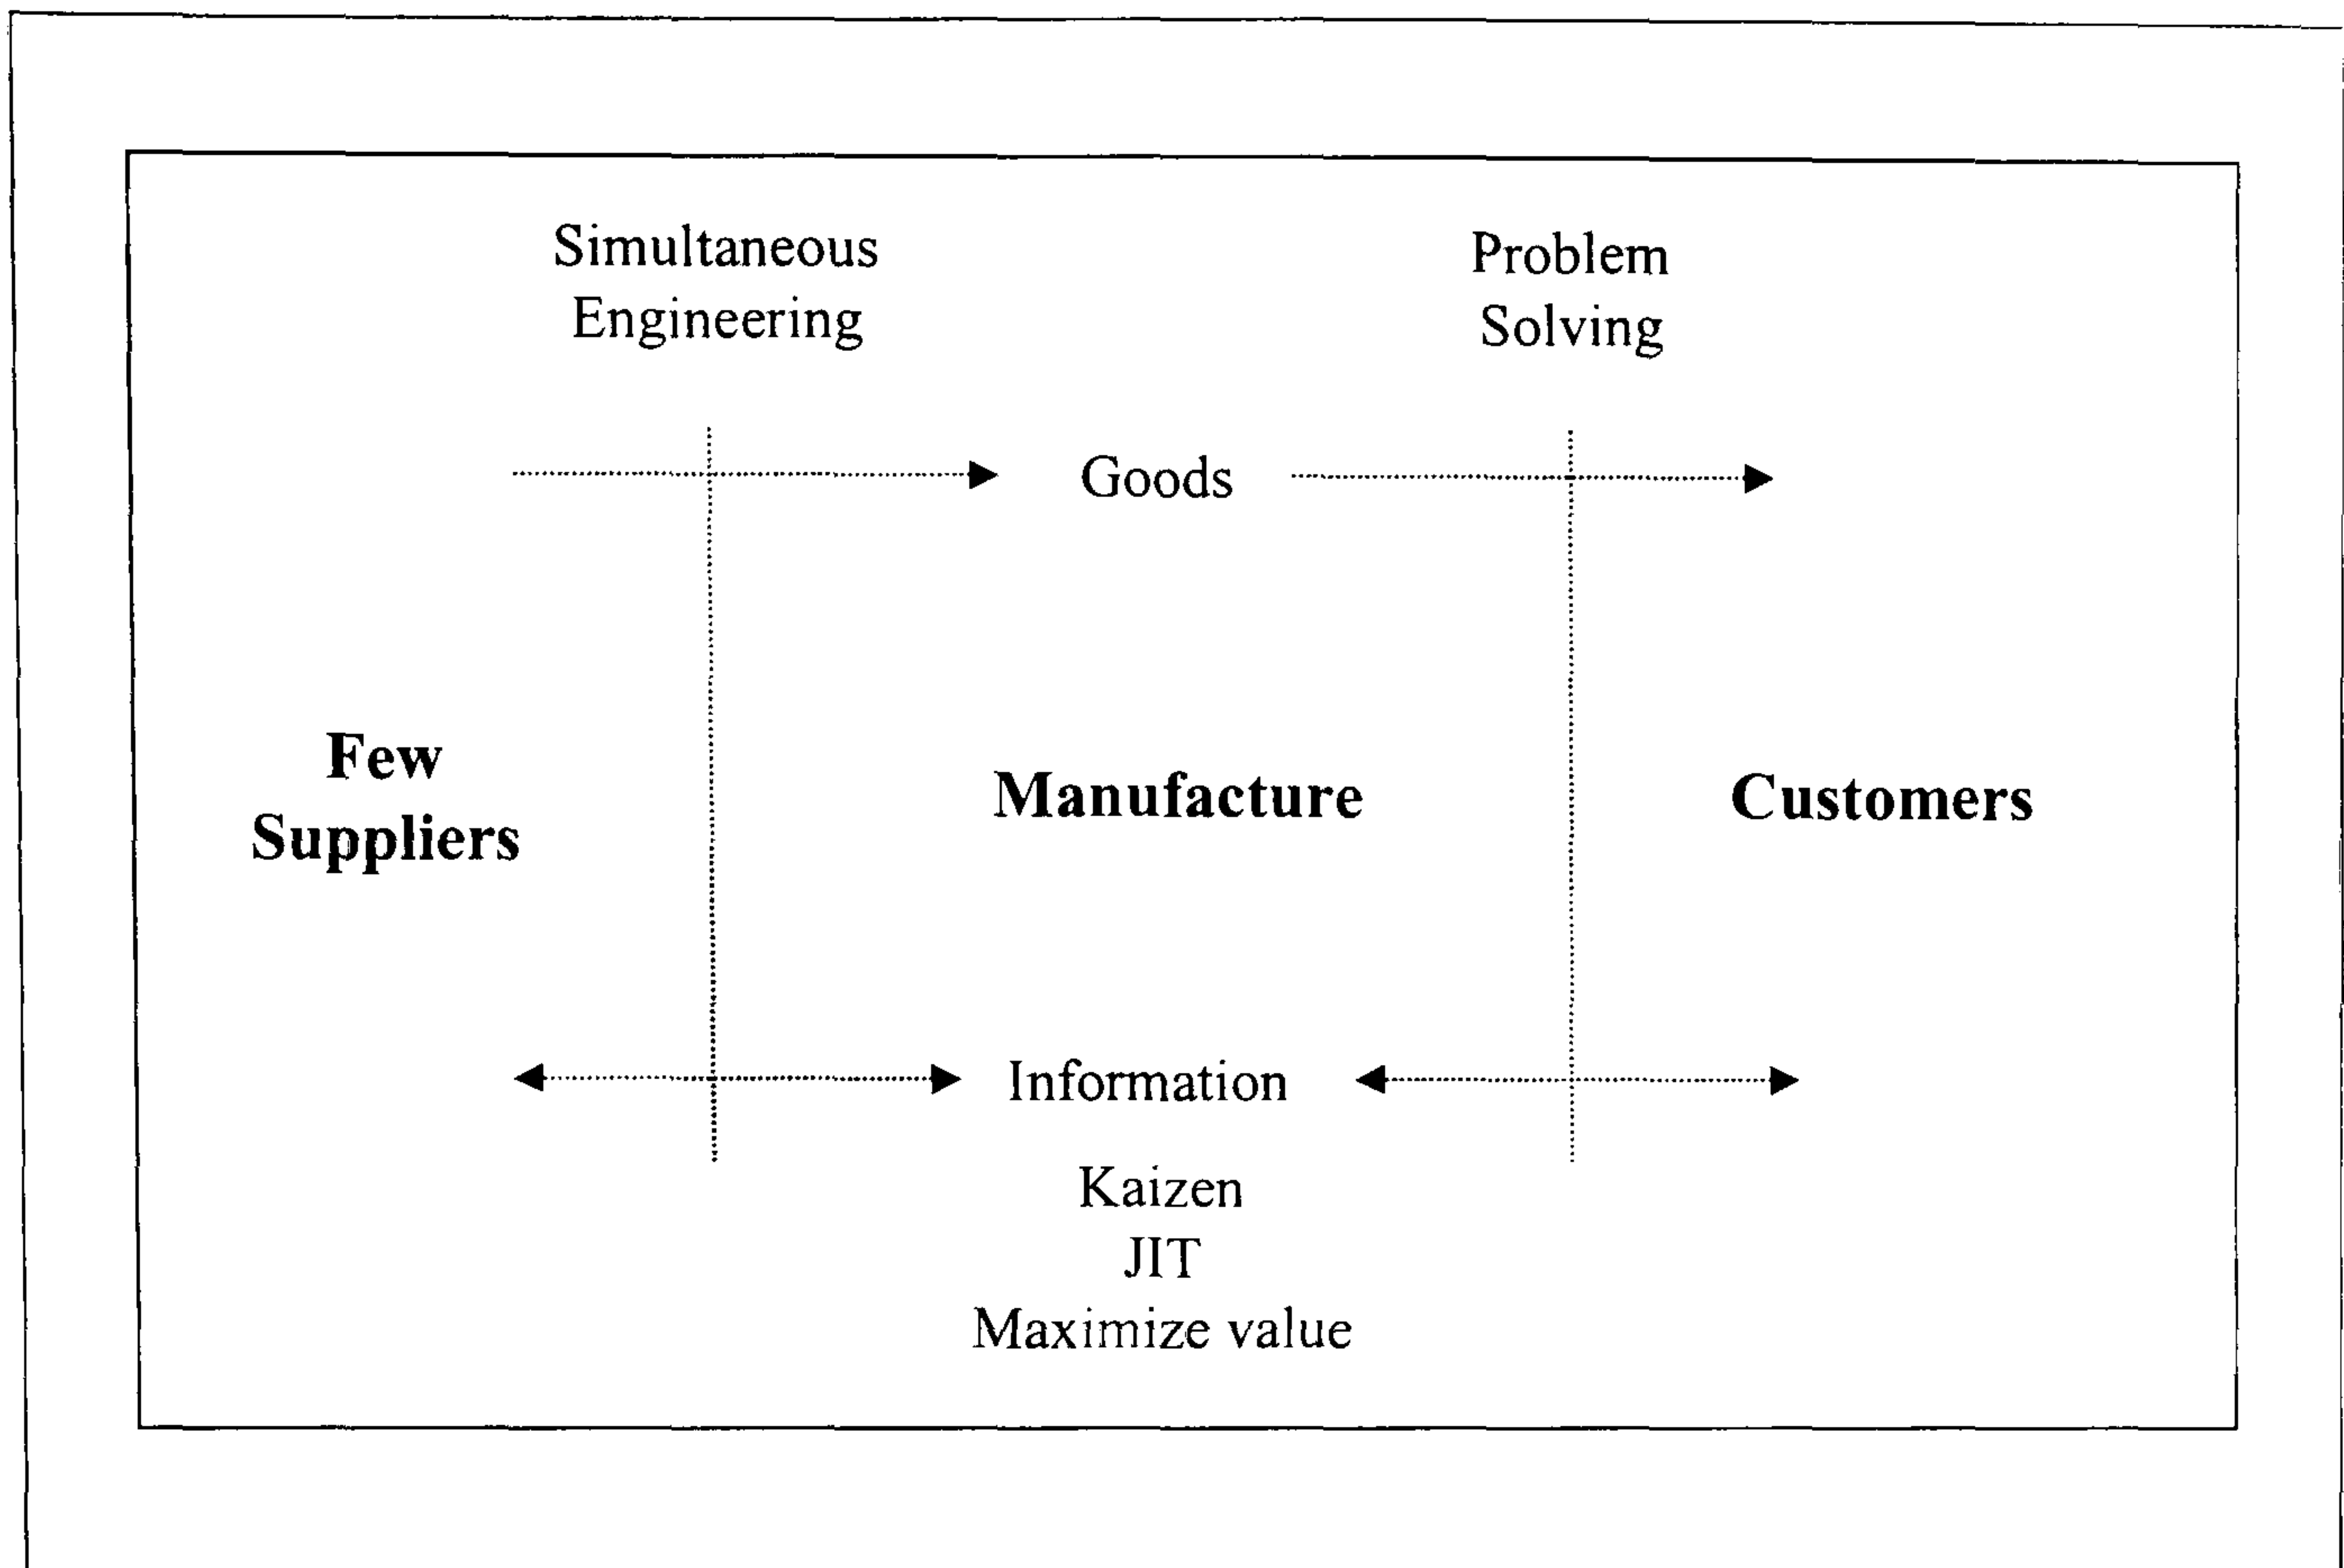 Simultaneous
Engineering
Problem
Solving
Goods
Few
Suppliers
Manufacture
Customers
Information
Kaizen
JIT
Maximize value